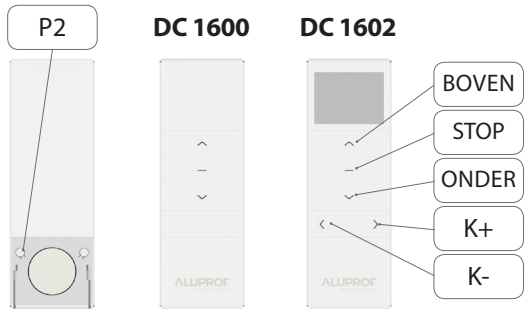 P2
DC 1600
DC 1602
BOVEN
STOP
ONDER
K+
K-
ALUPROF
ALUPROF